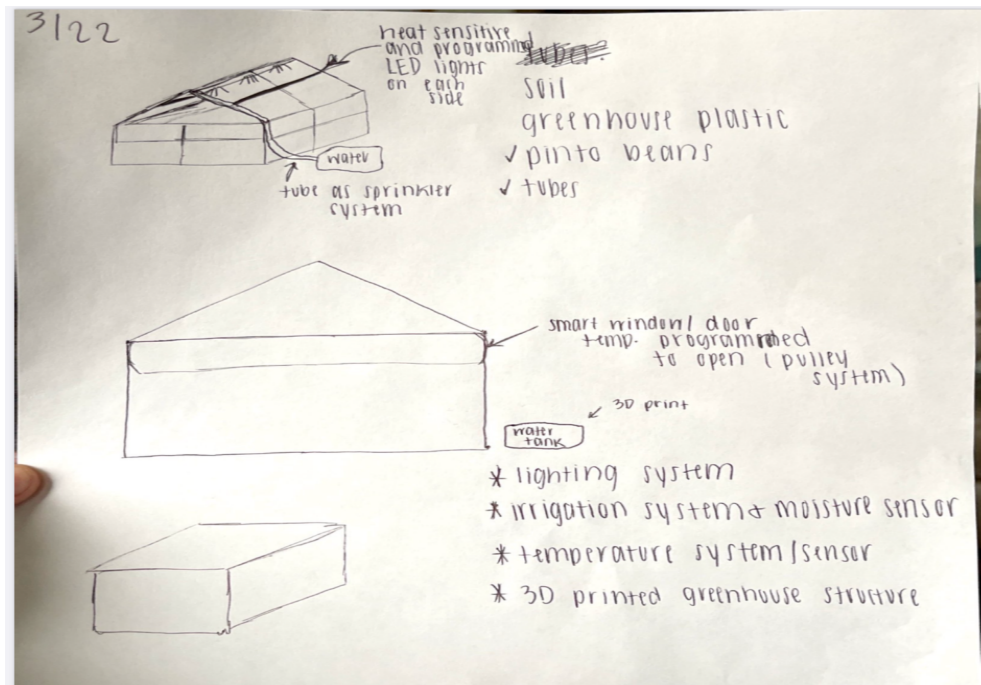 3/22
heat sensitive
and programmed
LED lights
on each
side
water
tube as sprinkler
system
soil
greenhouse plastic
✓ pinto beans
✓ tubes
smart window/ door
temp. programmed
to open (pulley
system)
3D print
water
tank
* lighting system
* irrigation system & moisture sensor
* temperature system/sensor
* 3D printed greenhouse structure